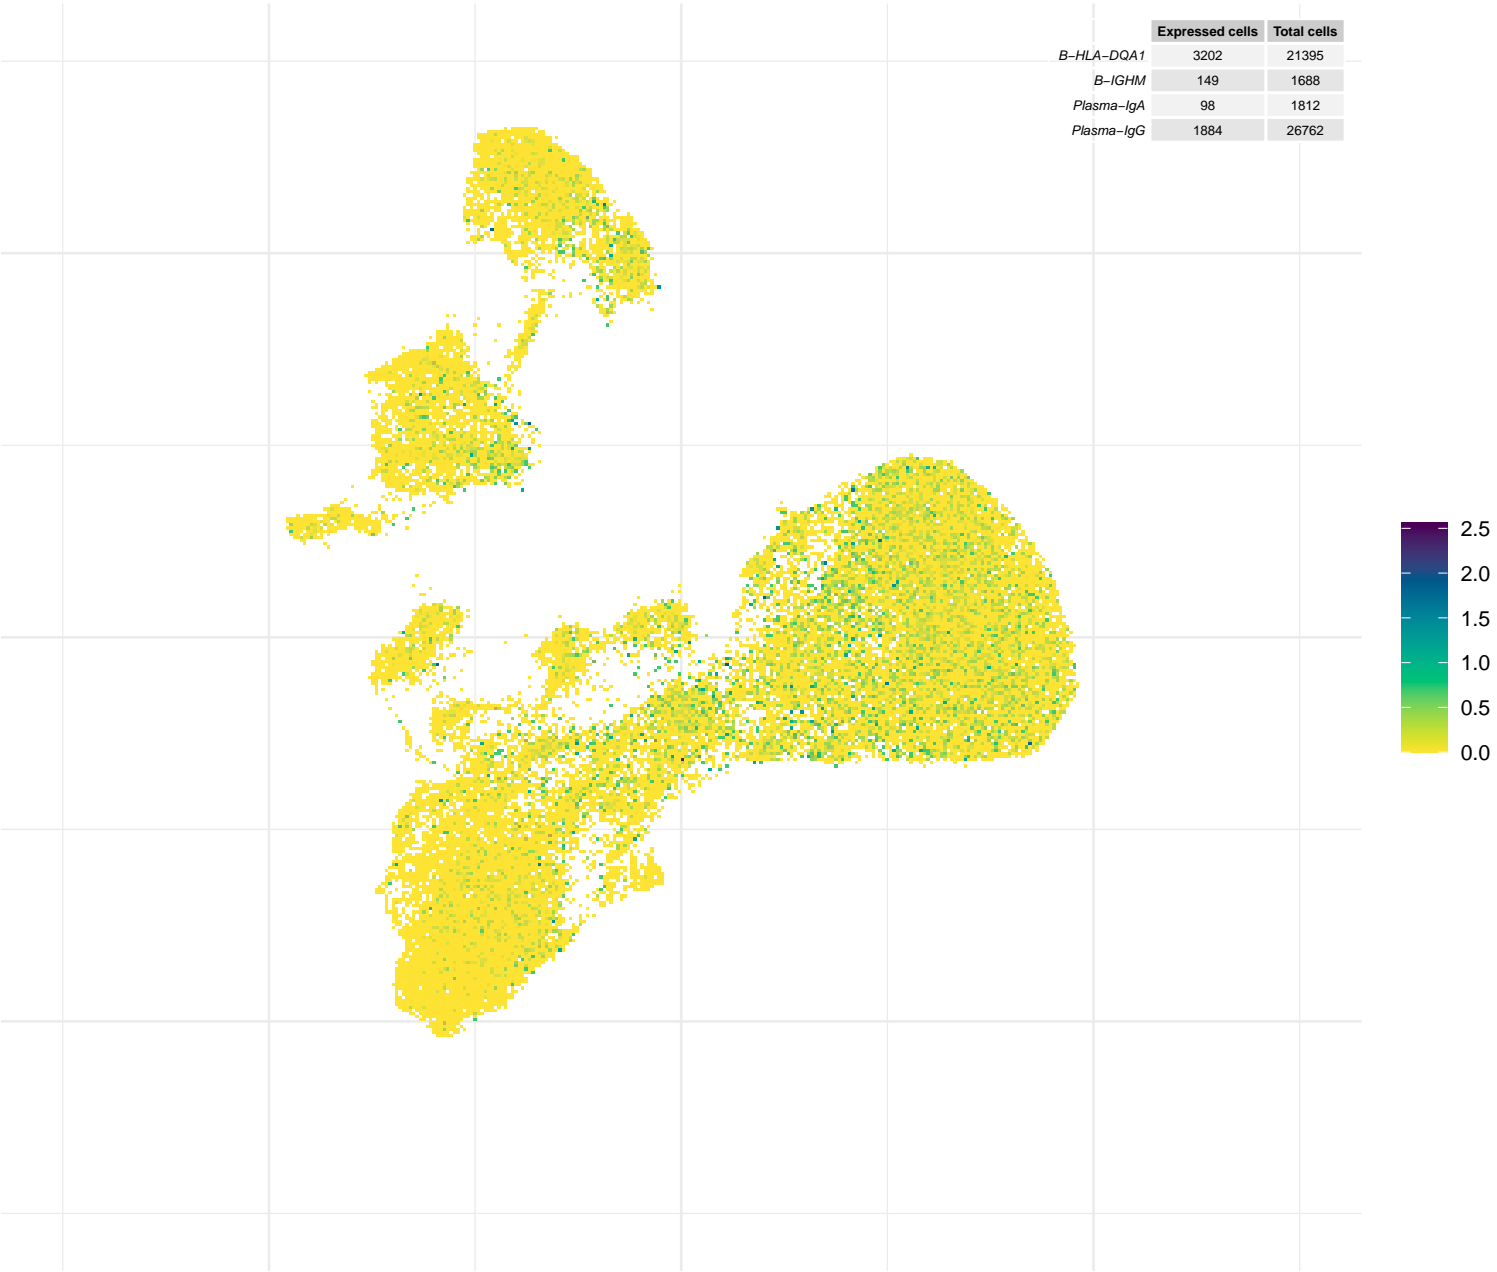 Expressed cells Total cells
B–HLA–DQA1 3202 21395
B–IGHM 149 1688
Plasma–IgA 98 1812
Plasma–IgG 1884 26762
2.5
2.0
1.5
1.0
0.5
0.0